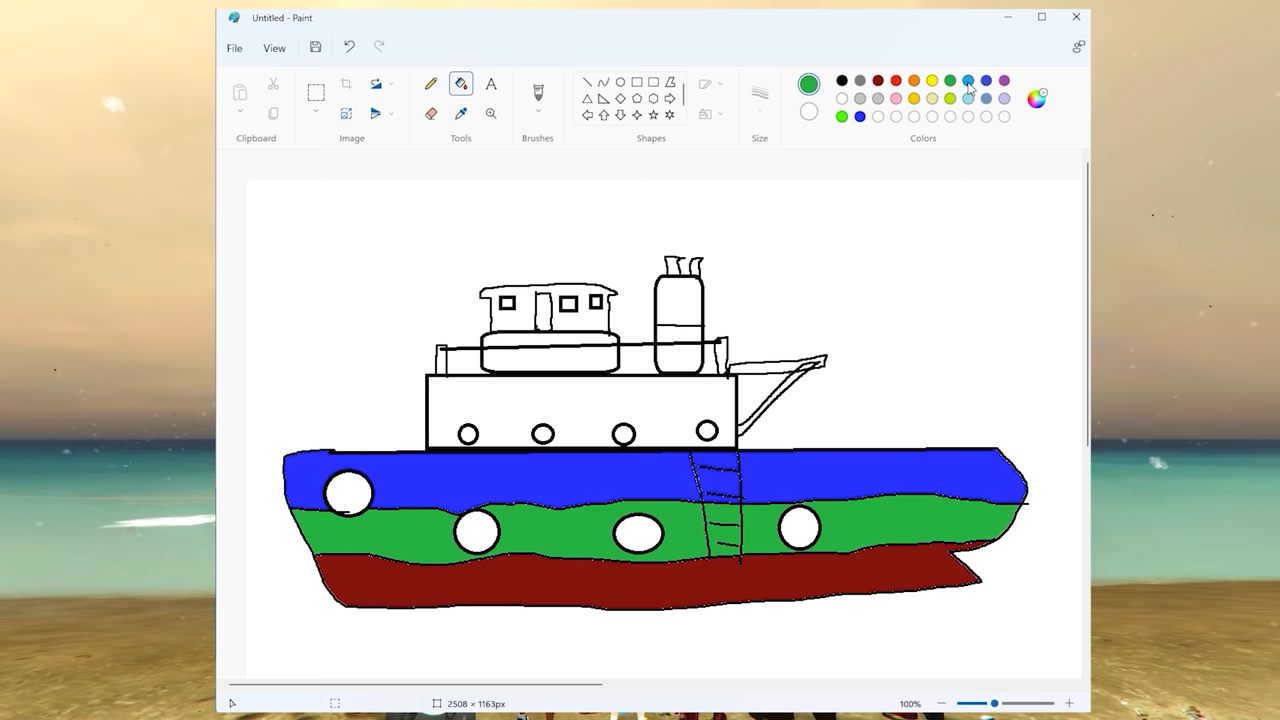 Untitled - Paint
File View
A
Clipboard Image Tools Brushes Shapes Size Colors
2508 × 1163px 100%